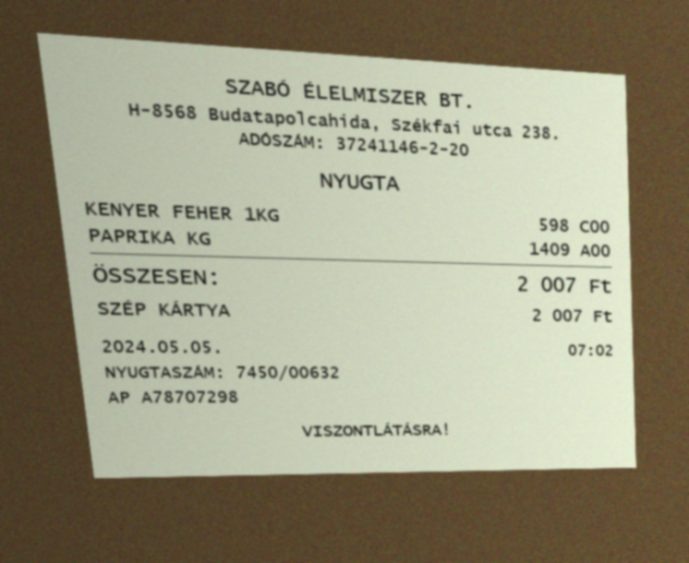 SZABÓ ÉLELMISZER BT.
H-8568 Budatapolcahida, Székfai utca 238.
ADÓSZÁM: 37241146-2-20
NYUGTA
KENYER FEHER 1KG 598 C00
PAPRIKA KG 1409 A00
ÖSSZESEN: 2 007 Ft
SZÉP KÁRTYA 2 007 Ft
2024.05.05. 07:02
NYUGTASZÁM: 7450/00632
AP A78707298
VISZONTLÁTÁSRA!